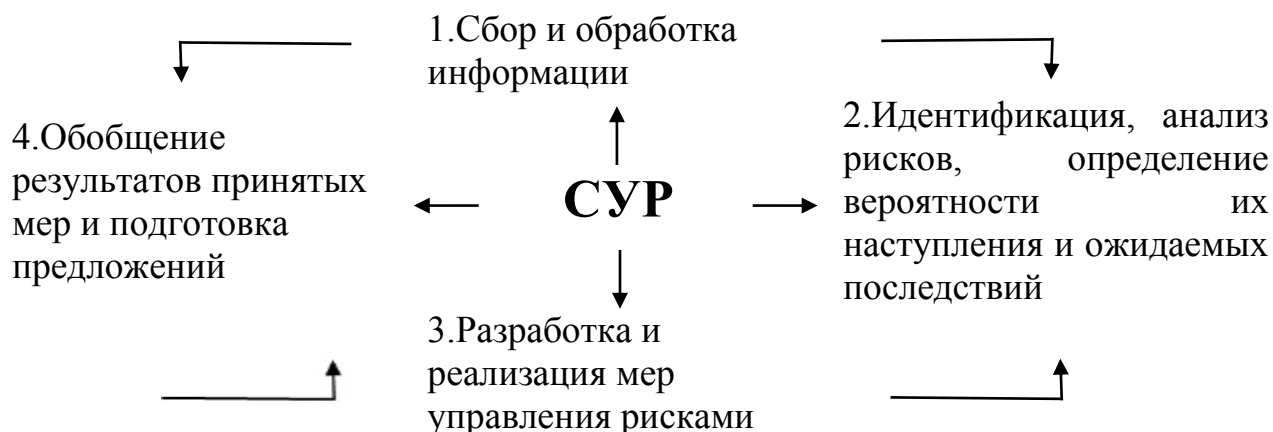 1.Сбор и обработка
информации
4.Обобщение
результатов принятых
мер и подготовка
предложений
СУР
2.Идентификация, анализ
рисков, определение
вероятности их
наступления и ожидаемых
последствий
3.Разработка и
реализация мер
управления рисками